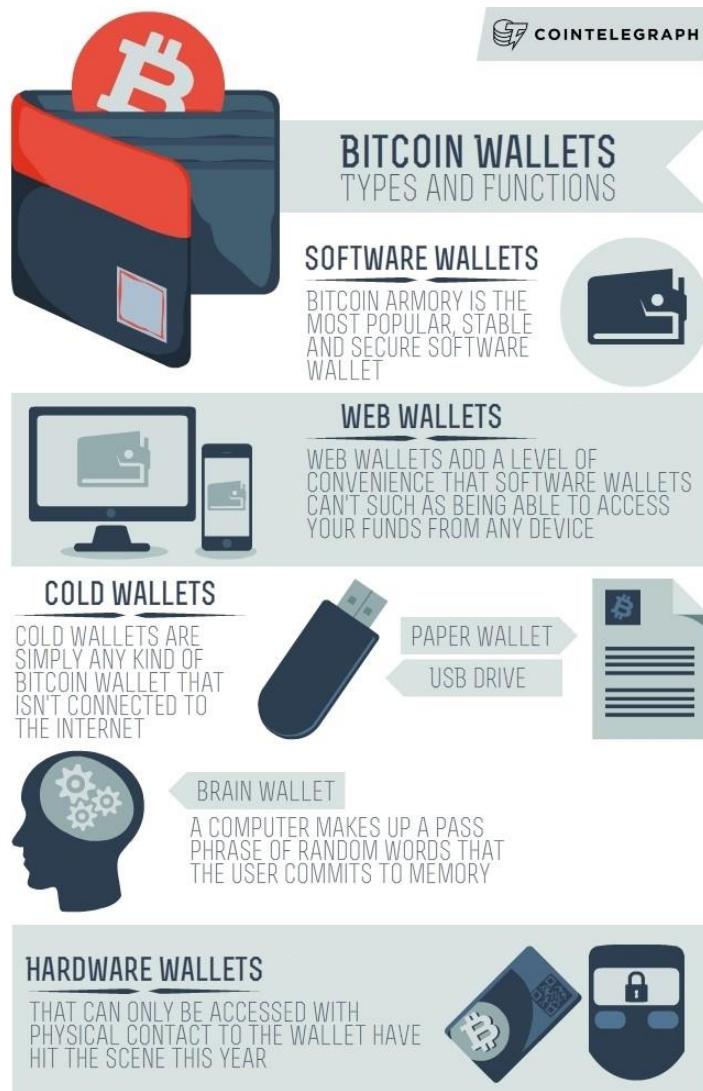 COINTELEGRAPH
BITCOIN WALLETS
TYPES AND FUNCTIONS
SOFTWARE WALLETS
BITCOIN ARMORY IS THE
MOST POPULAR, STABLE
AND SECURE SOFTWARE
WALLET
WEB WALLETS
WEB WALLETS ADD A LEVEL OF
CONVENIENCE THAT SOFTWARE WALLETS
CAN'T SUCH AS BEING ABLE TO ACCESS
YOUR FUNDS FROM ANY DEVICE
COLD WALLETS
COLD WALLETS ARE
SIMPLY ANY KIND OF
BITCOIN WALLET THAT
ISN'T CONNECTED TO
THE INTERNET
PAPER WALLET
USB DRIVE
BRAIN WALLET
A COMPUTER MAKES UP A PASS
PHRASE OF RANDOM WORDS THAT
THE USER COMMITS TO MEMORY
HARDWARE WALLETS
THAT CAN ONLY BE ACCESSED WITH
PHYSICAL CONTACT TO THE WALLET HAVE
HIT THE SCENE THIS YEAR